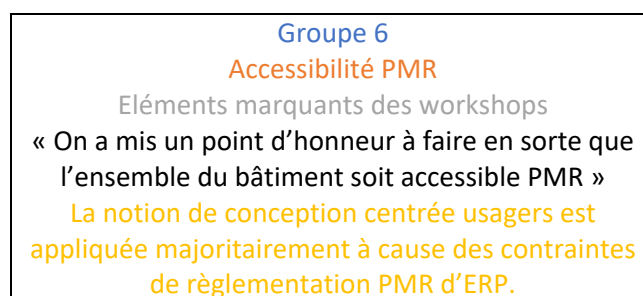 Groupe 6
Accessibilité PMR
Eléments marquants des workshops
« On a mis un point d’honneur à faire en sorte que
l’ensemble du bâtiment soit accessible PMR »
La notion de conception centrée usagers est
appliquée majoritairement à cause des contraintes
de règlementation PMR d’ERP.